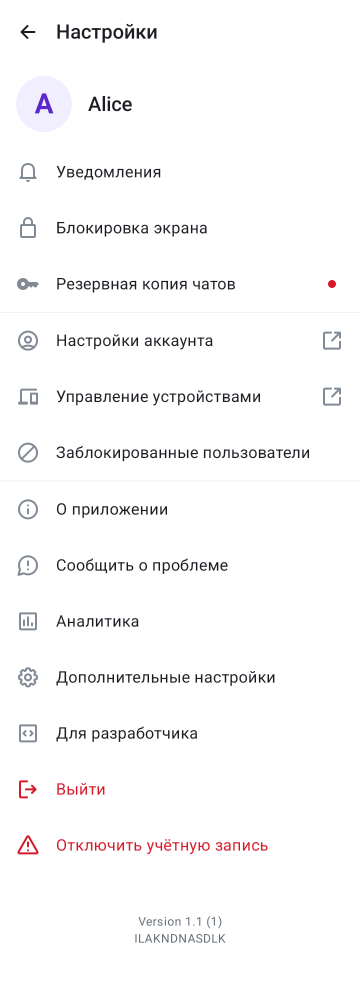 Настройки
A
Alice
Уведомления
Блокировка экрана
Резервная копия чатов
Настройки аккаунта
Управление устройствами
Заблокированные пользователи
О приложении
Сообщить о проблеме
Аналитика
Дополнительные настройки
Для разработчика
Выйти
Отключить учётную запись
Version 1.1 (1)
ILAKNDNASDLK